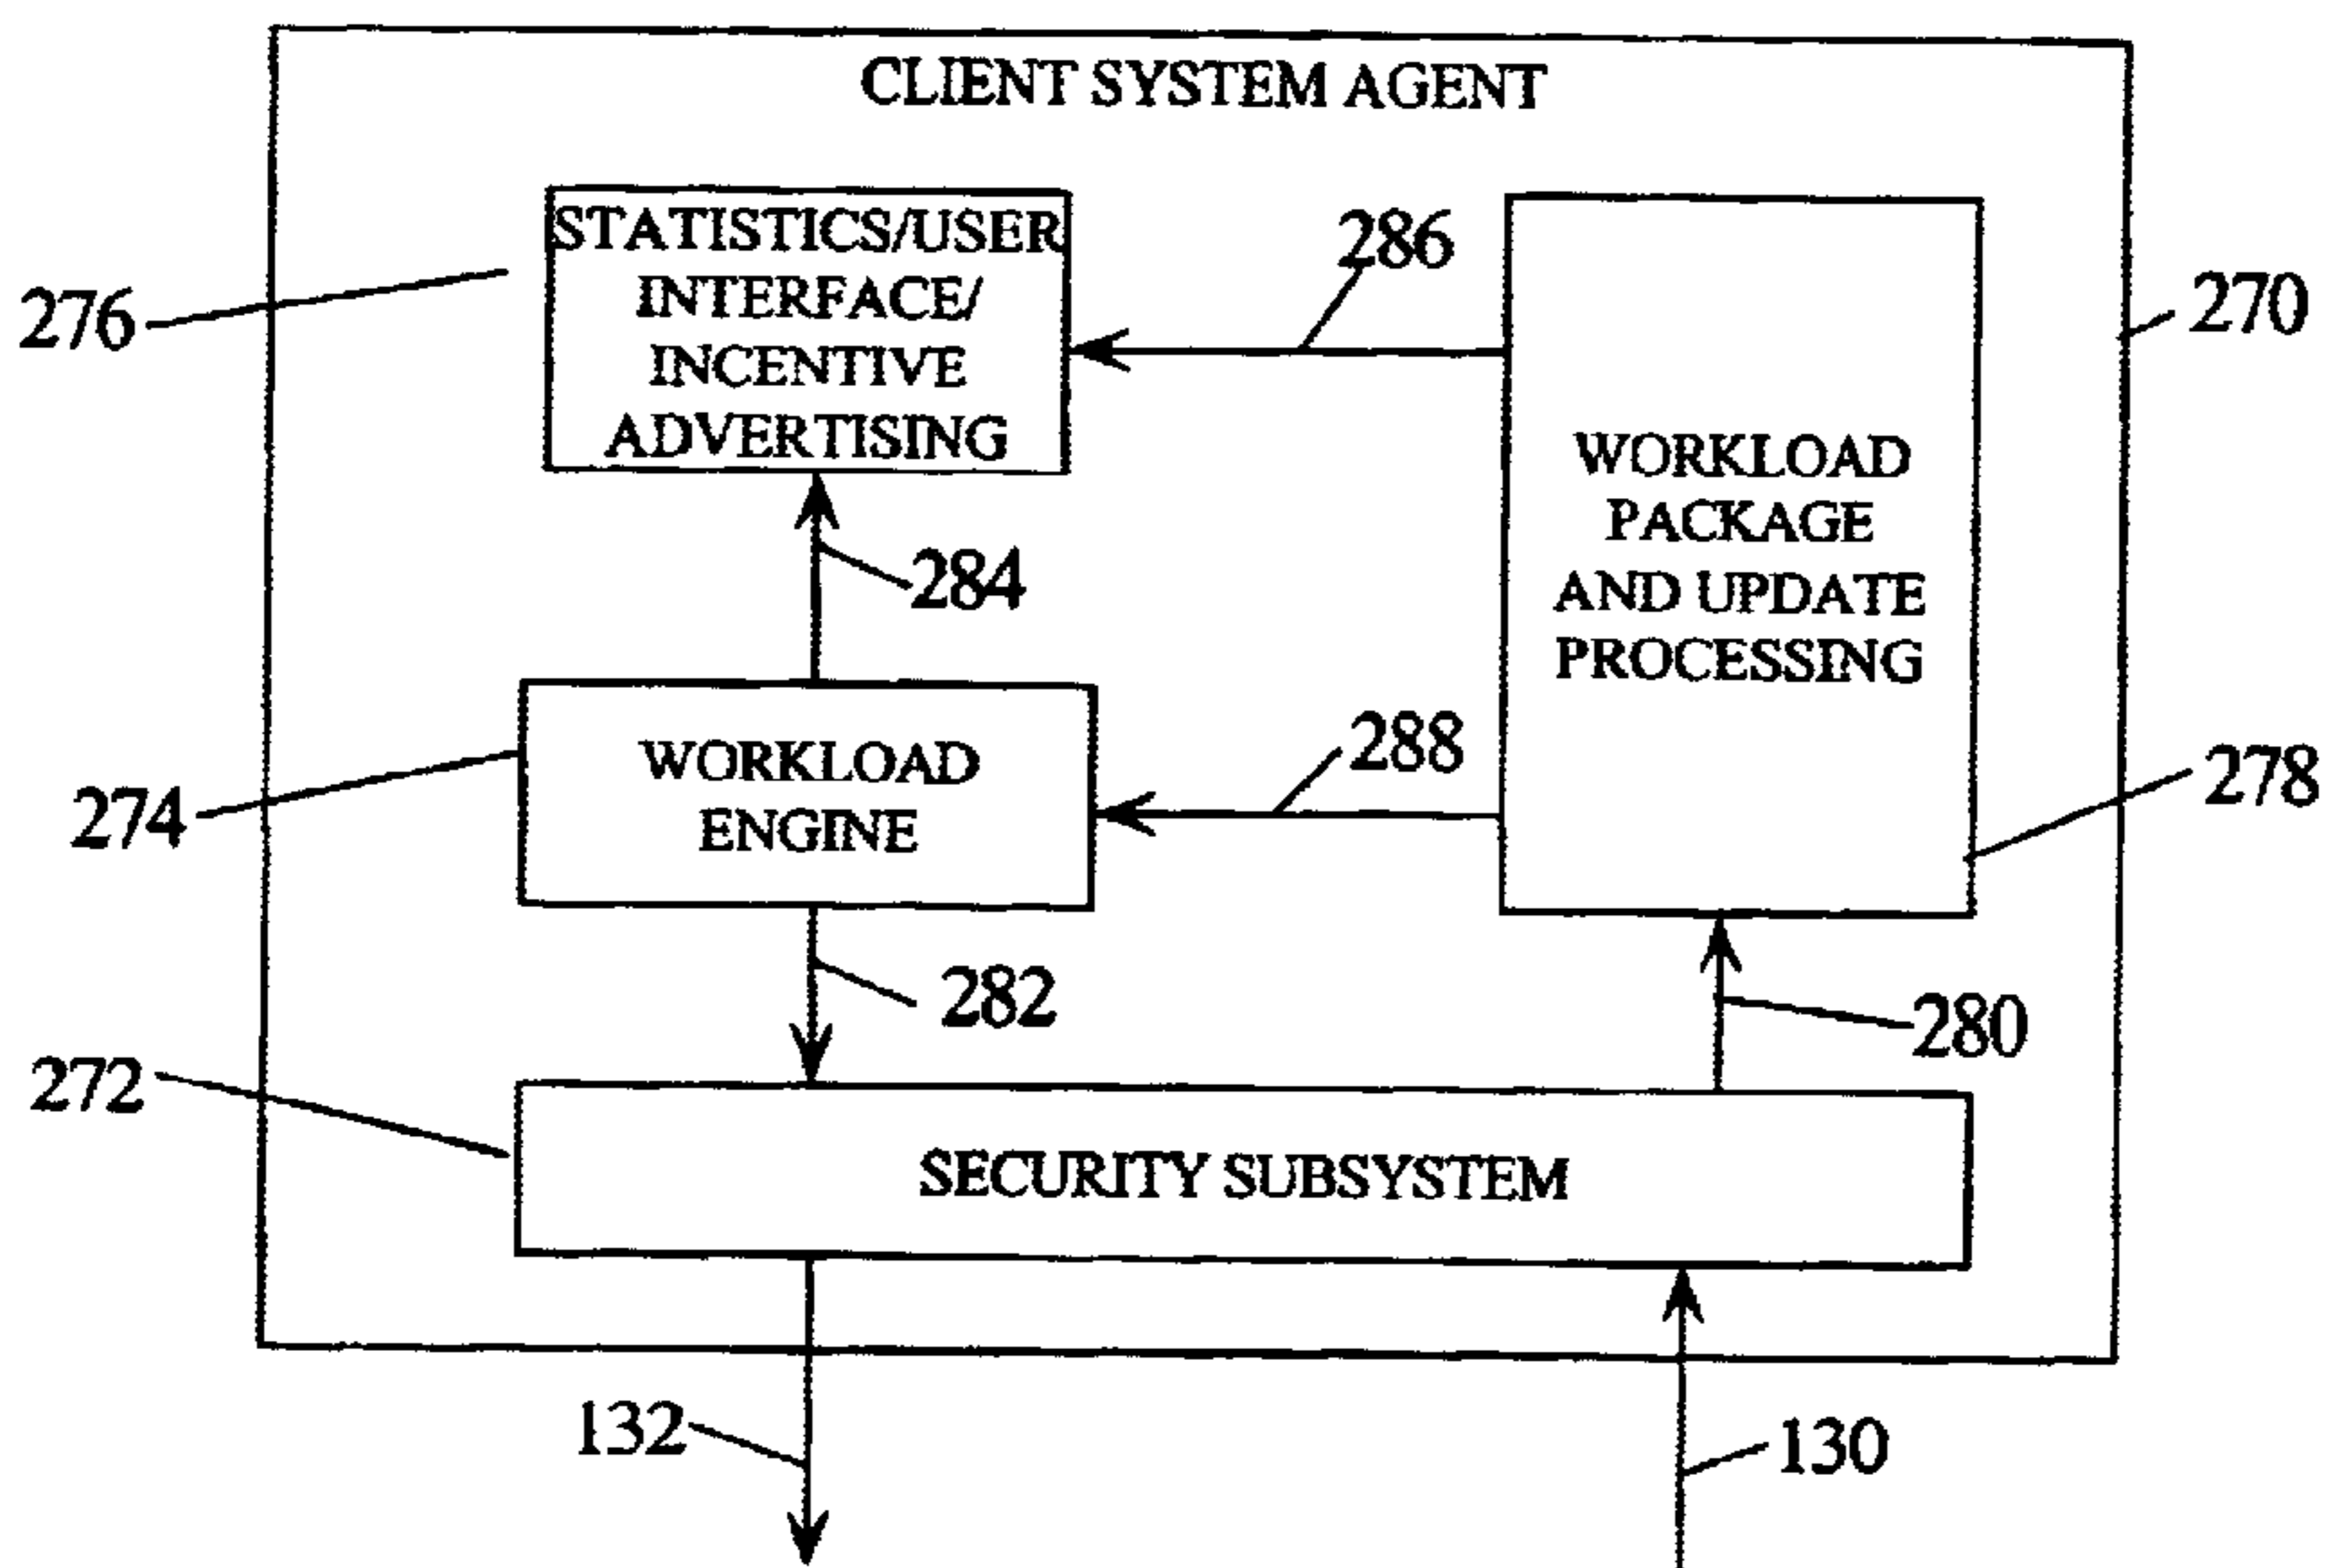 CLIENT SYSTEM AGENT
STATISTICS/USER
INTERFACE/
INCENTIVE
ADVERTISING
286
276
270
WORKLOAD
PACKAGE
AND UPDATE
PROCESSING
284
WORKLOAD
ENGINE
288
274
278
282
280
272
SECURITY SUBSYSTEM
132
130